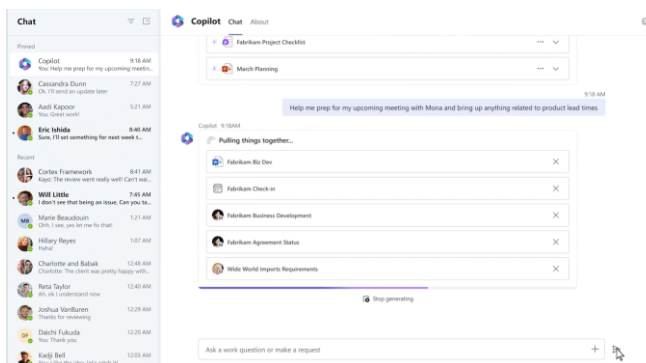 Chat
Copilot Chat About
Pinned
Copilot 9:18 AM
You: Help me prep for my upcoming meetin...
Cassandra Dunn 7:27 AM
Ok, I'll send an update later
Aadi Kapoor 5:21 AM
You: Great work!
Eric Ishida 8:40 AM
Sure, I'll set something for next week t...
Recent
Cortex Framework 8:41 AM
Kayo: The review went really well! Can't wai...
Will Little 7:45 AM
I don't see that being an issue, Can you ta...
MB
Marie Beaudouin 1:21 AM
Ohh, I see, yes let me fix that!
Hillary Reyes 1:07 AM
Haha!
Charlotte and Babak 12:48 AM
Charlotte: The client was pretty happy with...
Reta Taylor 12:40 AM
Ah, ok I understand now
Joshua VanBuren 12:29 AM
Thanks for reviewing
DF
Daichi Fukuda 12:20 AM
You: Thank you
Kadji Bell 12:03 AM
Fabrikam Project Checklist
March Planning
9:18 AM
Help me prep for my upcoming meeting with Mona and bring up anything related to product lead times
Copilot 9:18AM
Pulling things together...
Fabrikam Biz Dev
Fabrikam Check-in
Fabrikam Business Development
Fabrikam Agreement Status
Wide World Imports Requirements
Stop generating
Ask a work question or make a request